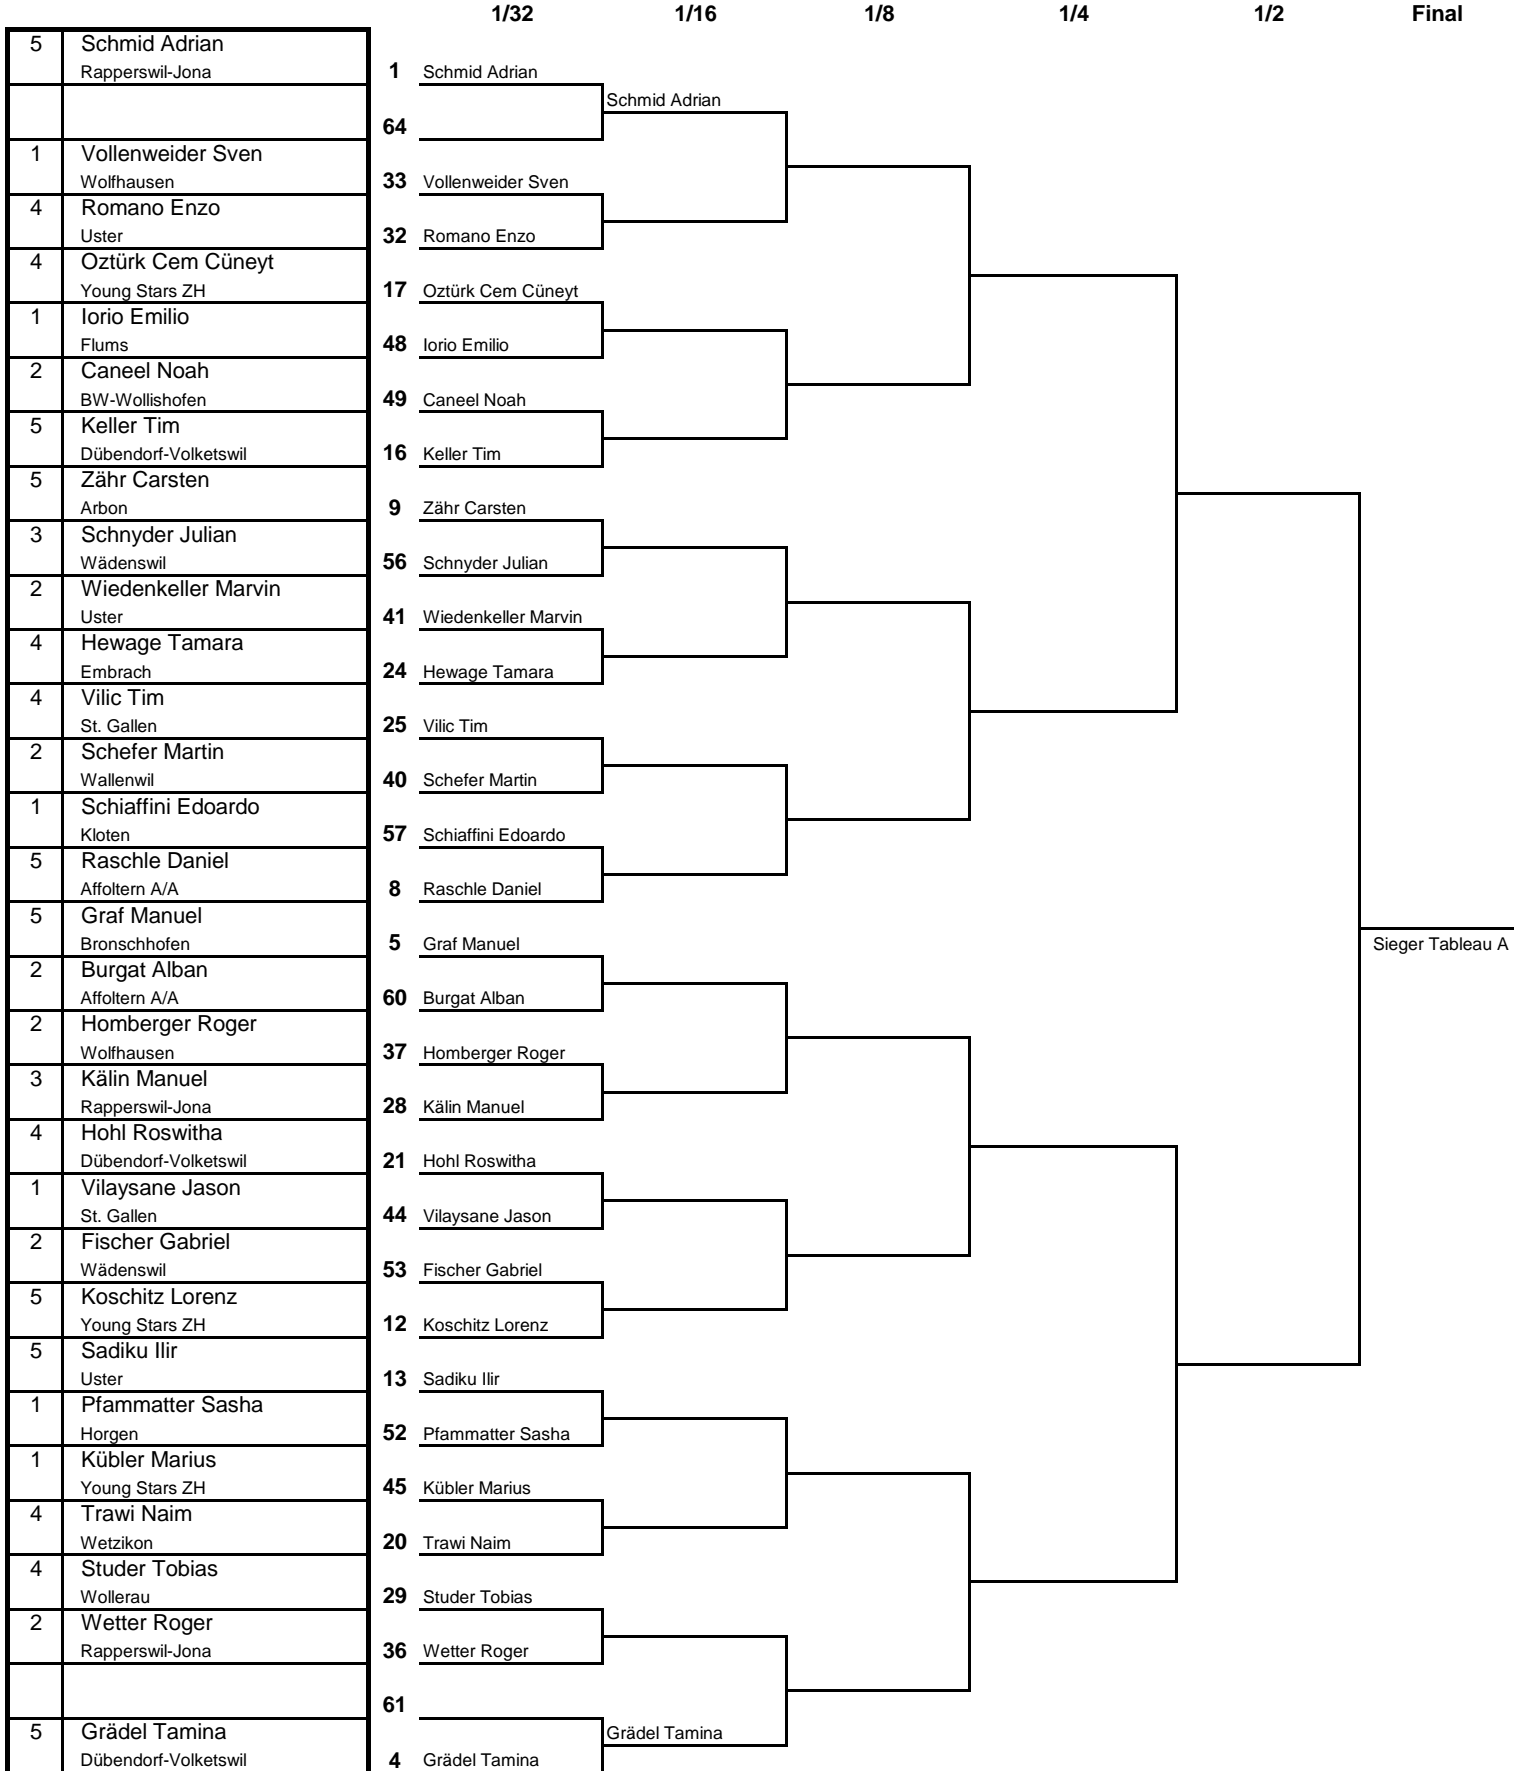 1/32 1/16 1/8 1/4 1/2 Final
5 Schmid Adrian
Rapperswil-Jona 1 Schmid Adrian
Schmid Adrian
64
1 Vollenweider Sven
Wolfhausen 33 Vollenweider Sven
4 Romano Enzo
Uster 32 Romano Enzo
4 Oztürk Cem Cüneyt
Young Stars ZH 17 Oztürk Cem Cüneyt
1 Iorio Emilio
Flums 48 Iorio Emilio
2 Caneel Noah
BW-Wollishofen 49 Caneel Noah
5 Keller Tim
Dübendorf-Volketswil 16 Keller Tim
5 Zähr Carsten
Arbon 9 Zähr Carsten
3 Schnyder Julian
Wädenswil 56 Schnyder Julian
2 Wiedenkeller Marvin
Uster 41 Wiedenkeller Marvin
4 Hewage Tamara
Embrach 24 Hewage Tamara
4 Vilic Tim
St. Gallen 25 Vilic Tim
2 Schefer Martin
Wallenwil 40 Schefer Martin
1 Schiaffini Edoardo
Kloten 57 Schiaffini Edoardo
5 Raschle Daniel
Affoltern A/A 8 Raschle Daniel
5 Graf Manuel
Bronschhofen 5 Graf Manuel Sieger Tableau A
2 Burgat Alban
Affoltern A/A 60 Burgat Alban
2 Homberger Roger
Wolfhausen 37 Homberger Roger
3 Kälin Manuel
Rapperswil-Jona 28 Kälin Manuel
4 Hohl Roswitha
Dübendorf-Volketswil 21 Hohl Roswitha
1 Vilaysane Jason
St. Gallen 44 Vilaysane Jason
2 Fischer Gabriel
Wädenswil 53 Fischer Gabriel
5 Koschitz Lorenz
Young Stars ZH 12 Koschitz Lorenz
5 Sadiku Ilir
Uster 13 Sadiku Ilir
1 Pfammatter Sasha
Horgen 52 Pfammatter Sasha
1 Kübler Marius
Young Stars ZH 45 Kübler Marius
4 Trawi Naim
Wetzikon 20 Trawi Naim
4 Studer Tobias
Wollerau 29 Studer Tobias
2 Wetter Roger
Rapperswil-Jona 36 Wetter Roger
61
5 Grädel Tamina Grädel Tamina
Dübendorf-Volketswil 4 Grädel Tamina